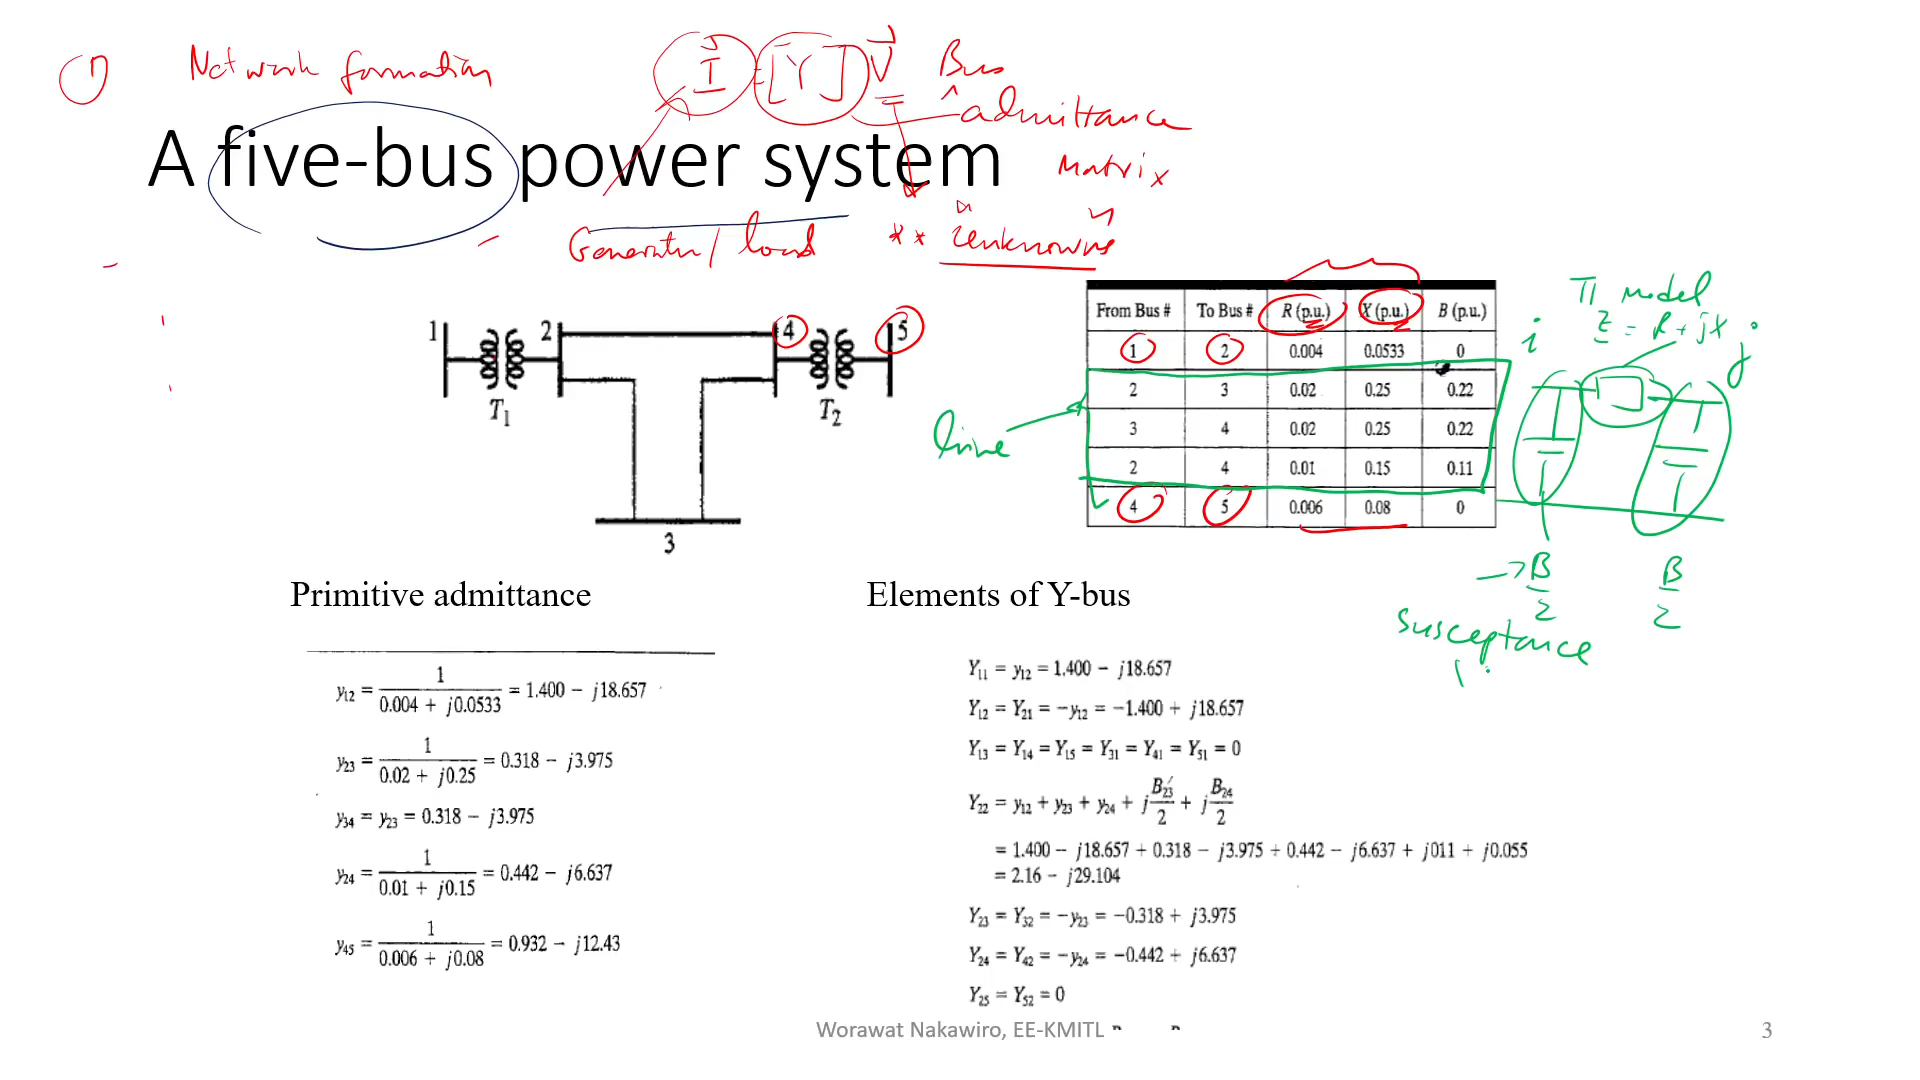 1 Network formation
I = [Y] V Bus
admittance
A five-bus power system
Matrix
Generator / load ** unknowns
1 2 4 5
T1 T2
3
From Bus # To Bus # R (p.u.) X (p.u.) B (p.u.)
1 2 0.004 0.0533 0
2 3 0.02 0.25 0.22
3 4 0.02 0.25 0.22
2 4 0.01 0.15 0.11
4 5 0.006 0.08 0
line
Π model
Z = R + jX
i j
B/2 B/2
Susceptance
Primitive admittance
y12 = 1/(0.004 + j0.0533) = 1.400 − j18.657
y23 = 1/(0.02 + j0.25) = 0.318 − j3.975
y34 = y23 = 0.318 − j3.975
y24 = 1/(0.01 + j0.15) = 0.442 − j6.637
y45 = 1/(0.006 + j0.08) = 0.932 − j12.43
Elements of Y-bus
Y11 = y12 = 1.400 − j18.657
Y12 = Y21 = −y12 = −1.400 + j18.657
Y13 = Y14 = Y15 = Y31 = Y41 = Y51 = 0
Y22 = y12 + y23 + y24 + j B23/2 + j B24/2
= 1.400 − j18.657 + 0.318 − j3.975 + 0.442 − j6.637 + j011 + j0.055
= 2.16 − j29.104
Y23 = Y32 = −y23 = −0.318 + j3.975
Y24 = Y42 = −y24 = −0.442 + j6.637
Y25 = Y52 = 0
Worawat Nakawiro, EE-KMITL
3